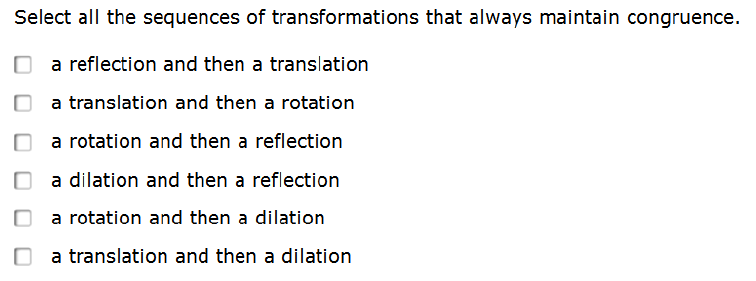 Select all the sequences of transformations that always maintain congruence.
a reflection and then a translation
a translation and then a rotation
a rotation and then a reflection
a dilation and then a reflection
a rotation and then a dilation
a translation and then a dilation